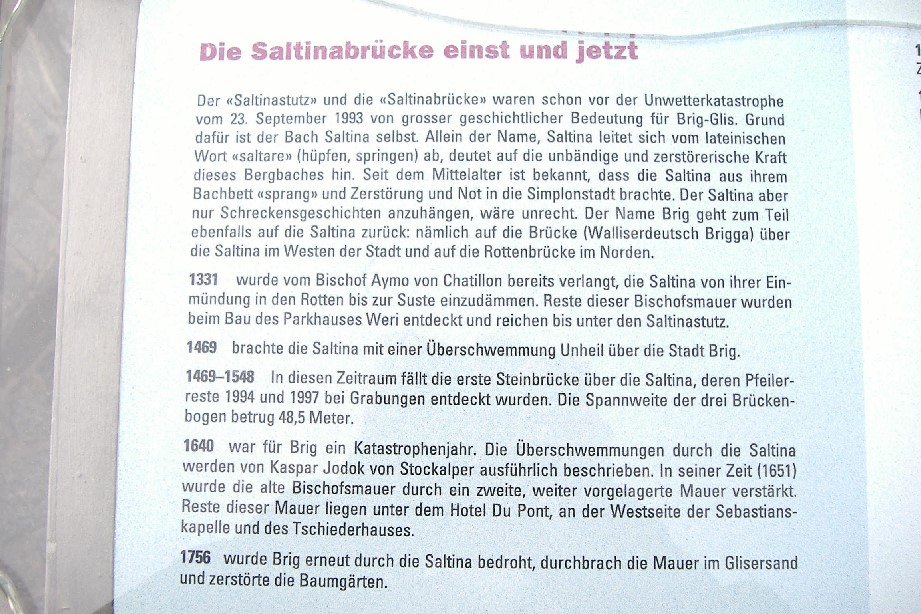 Die Saltinabrücke einst und jetzt
Der «Saltinastutz» und die «Saltinabrücke» waren schon vor der Unwetterkatastrophe
vom 23. September 1993 von grosser geschichtlicher Bedeutung für Brig-Glis. Grund
dafür ist der Bach Saltina selbst. Allein der Name, Saltina leitet sich vom lateinischen
Wort «saltare» (hüpfen, springen) ab, deutet auf die unbändige und zerstörerische Kraft
dieses Bergbaches hin. Seit dem Mittelalter ist bekannt, dass die Saltina aus ihrem
Bachbett «sprang» und Zerstörung und Not in die Simplonstadt brachte. Der Saltina aber
nur Schreckensgeschichten anzuhängen, wäre unrecht. Der Name Brig geht zum Teil
ebenfalls auf die Saltina zurück: nämlich auf die Brücke (Walliserdeutsch Brigga) über
die Saltina im Westen der Stadt und auf die Rottenbrücke im Norden.
1331 wurde vom Bischof Aymo von Chatillon bereits verlangt, die Saltina von ihrer Ein-
mündung in den Rotten bis zur Suste einzudämmen. Reste dieser Bischofsmauer wurden
beim Bau des Parkhauses Weri entdeckt und reichen bis unter den Saltinastutz.
1469 brachte die Saltina mit einer Überschwemmung Unheil über die Stadt Brig.
1469–1548 In diesen Zeitraum fällt die erste Steinbrücke über die Saltina, deren Pfeiler-
reste 1994 und 1997 bei Grabungen entdeckt wurden. Die Spannweite der drei Brücken-
bogen betrug 48,5 Meter.
1640 war für Brig ein Katastrophenjahr. Die Überschwemmungen durch die Saltina
werden von Kaspar Jodok von Stockalper ausführlich beschrieben. In seiner Zeit (1651)
wurde die alte Bischofsmauer durch ein zweite, weiter vorgelagerte Mauer verstärkt.
Reste dieser Mauer liegen unter dem Hotel Du Pont, an der Westseite der Sebastians-
kapelle und des Tschiederhauses.
1756 wurde Brig erneut durch die Saltina bedroht, durchbrach die Mauer im Glisersand
und zerstörte die Baumgärten.